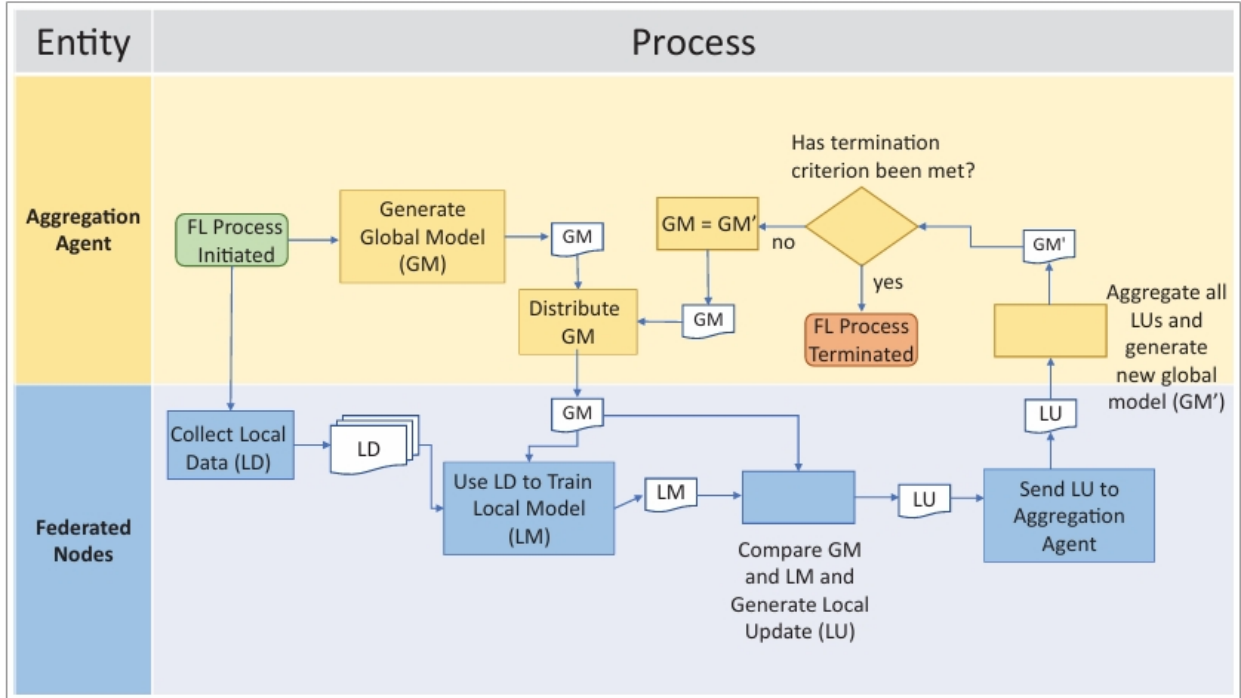 Entity
Process
Aggregation
Agent
FL Process
Initiated
Generate
Global Model
(GM)
GM
Distribute
GM
GM = GM’
GM
no
Has termination
criterion been met?
yes
FL Process
Terminated
GM'
Aggregate all
LUs and
generate
new global
model (GM’)
Federated
Nodes
Collect Local
Data (LD)
LD
GM
Use LD to Train
Local Model
(LM)
LM
Compare GM
and LM and
Generate Local
Update (LU)
LU
Send LU to
Aggregation
Agent
LU